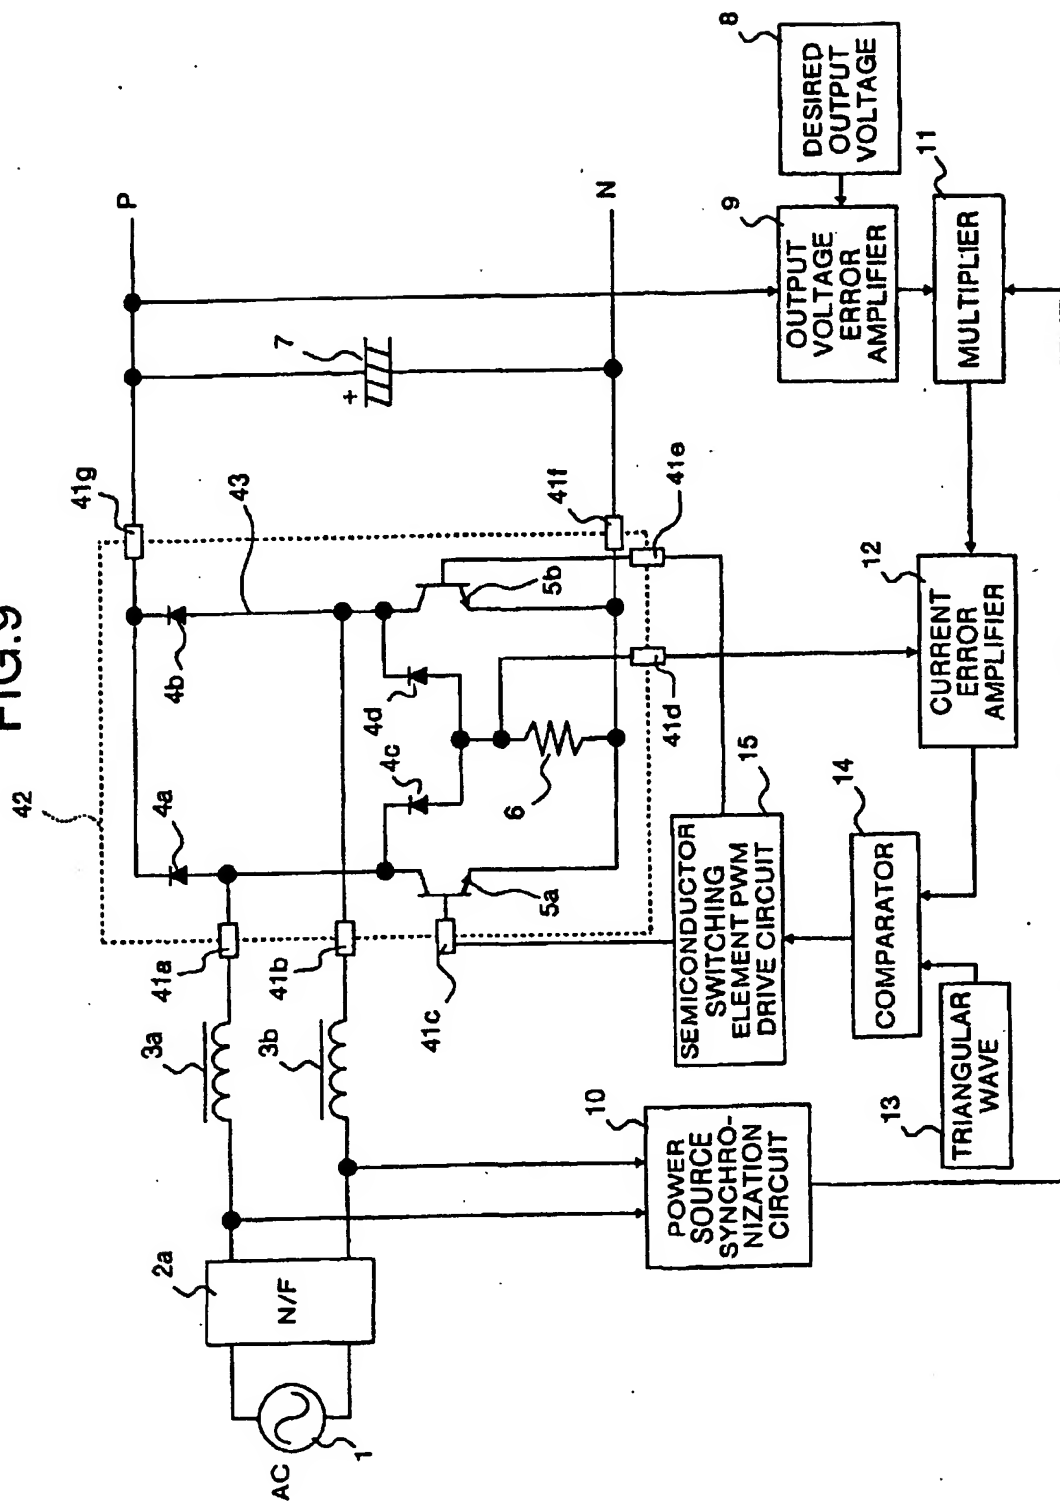 FIG.9
42
41g
43
P
4a
4b
7
+
N
41a
3a
41b
3b
41c
4c
4d
5a
5b
6
41f
41e
41d
2a
N/F
AC
1
10
POWER
SOURCE
SYNCHRO-
NIZATION
CIRCUIT
15
SEMICONDUCTOR
SWITCHING
ELEMENT PWM
DRIVE CIRCUIT
14
COMPARATOR
13
TRIANGULAR
WAVE
12
CURRENT
ERROR
AMPLIFIER
11
MULTIPLIER
9
OUTPUT
VOLTAGE
ERROR
AMPLIFIER
8
DESIRED
OUTPUT
VOLTAGE